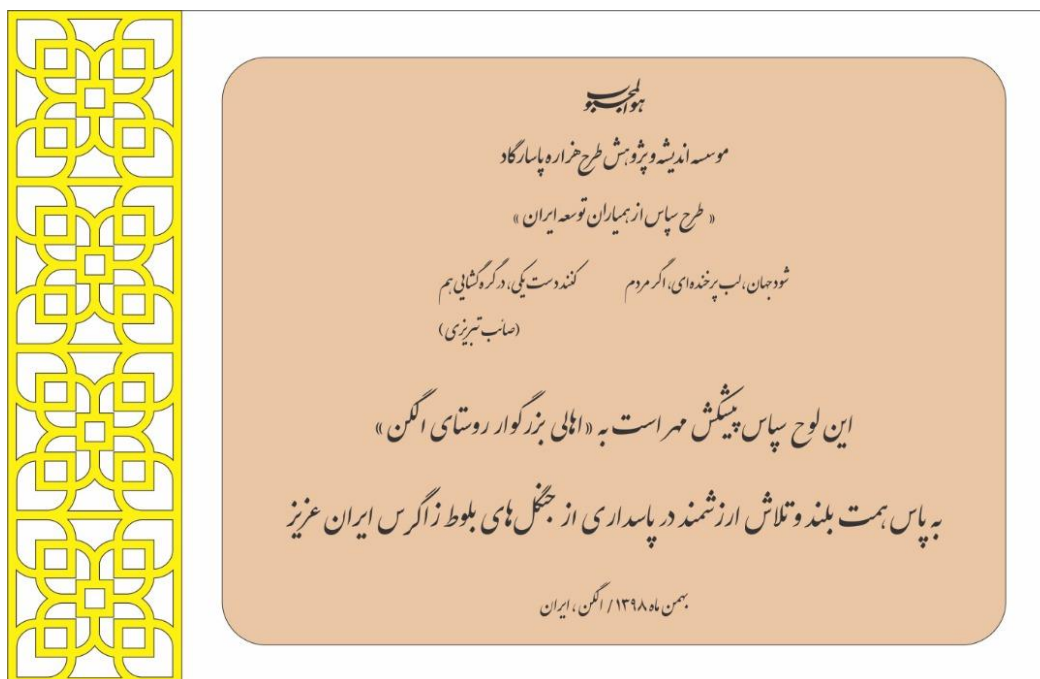 هوالمحبوب
موسسه اندیشه و پژوهش طرح هزاره پاسارگاد
« طرح سپاس از همیاران توسعه ایران »
شود جهان، لب پرخنده‌ای، اگر مردم کنند دست یکی، در گره گشایی هم
(صائب تبریزی)
این لوح سپاس پیشکش مهر است به «اهالی بزرگوار روستای الگن»
به پاس همت بلند و تلاش ارزشمند در پاسداری از جنگل‌های بلوط زاگرس ایران عزیز
بهمن ماه ۱۳۹۸ / الگن، ایران